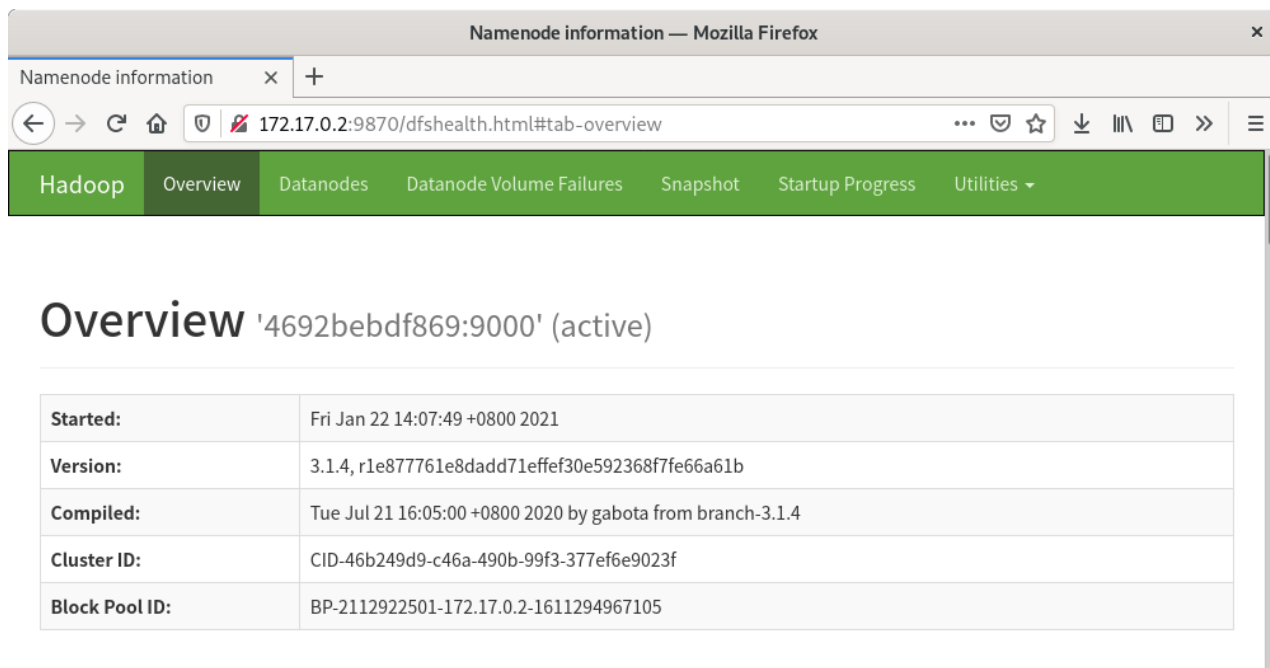 Namenode information — Mozilla Firefox
Namenode information
172.17.0.2:9870/dfshealth.html#tab-overview
Hadoop Overview Datanodes Datanode Volume Failures Snapshot Startup Progress Utilities
Overview '4692bebdf869:9000' (active)
Started: Fri Jan 22 14:07:49 +0800 2021
Version: 3.1.4, r1e877761e8dadd71effef30e592368f7fe66a61b
Compiled: Tue Jul 21 16:05:00 +0800 2020 by gabota from branch-3.1.4
Cluster ID: CID-46b249d9-c46a-490b-99f3-377ef6e9023f
Block Pool ID: BP-2112922501-172.17.0.2-1611294967105